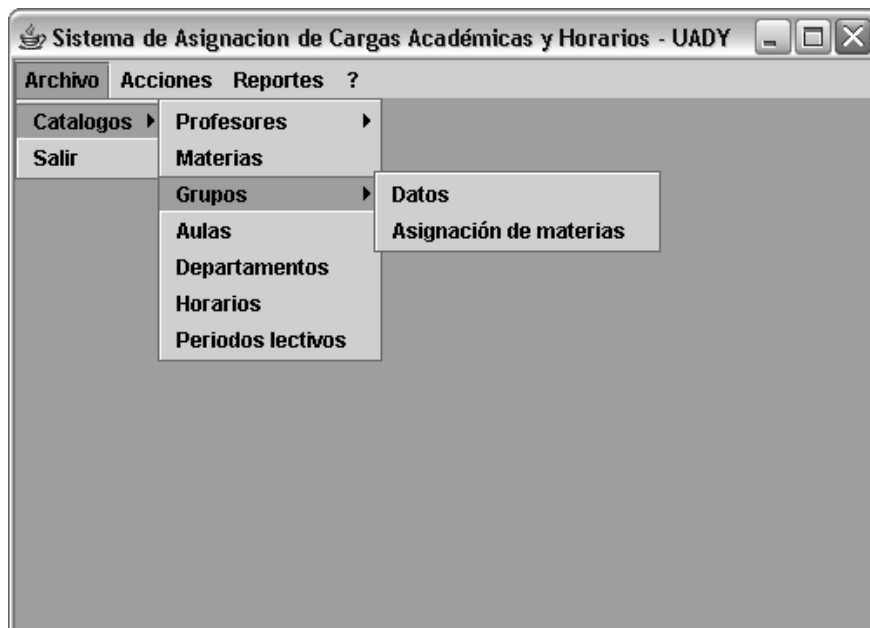 Sistema de Asignacion de Cargas Académicas y Horarios - UADY
Archivo Acciones Reportes ?
Catalogos
Salir
Profesores
Materias
Grupos
Aulas
Departamentos
Horarios
Periodos lectivos
Datos
Asignación de materias